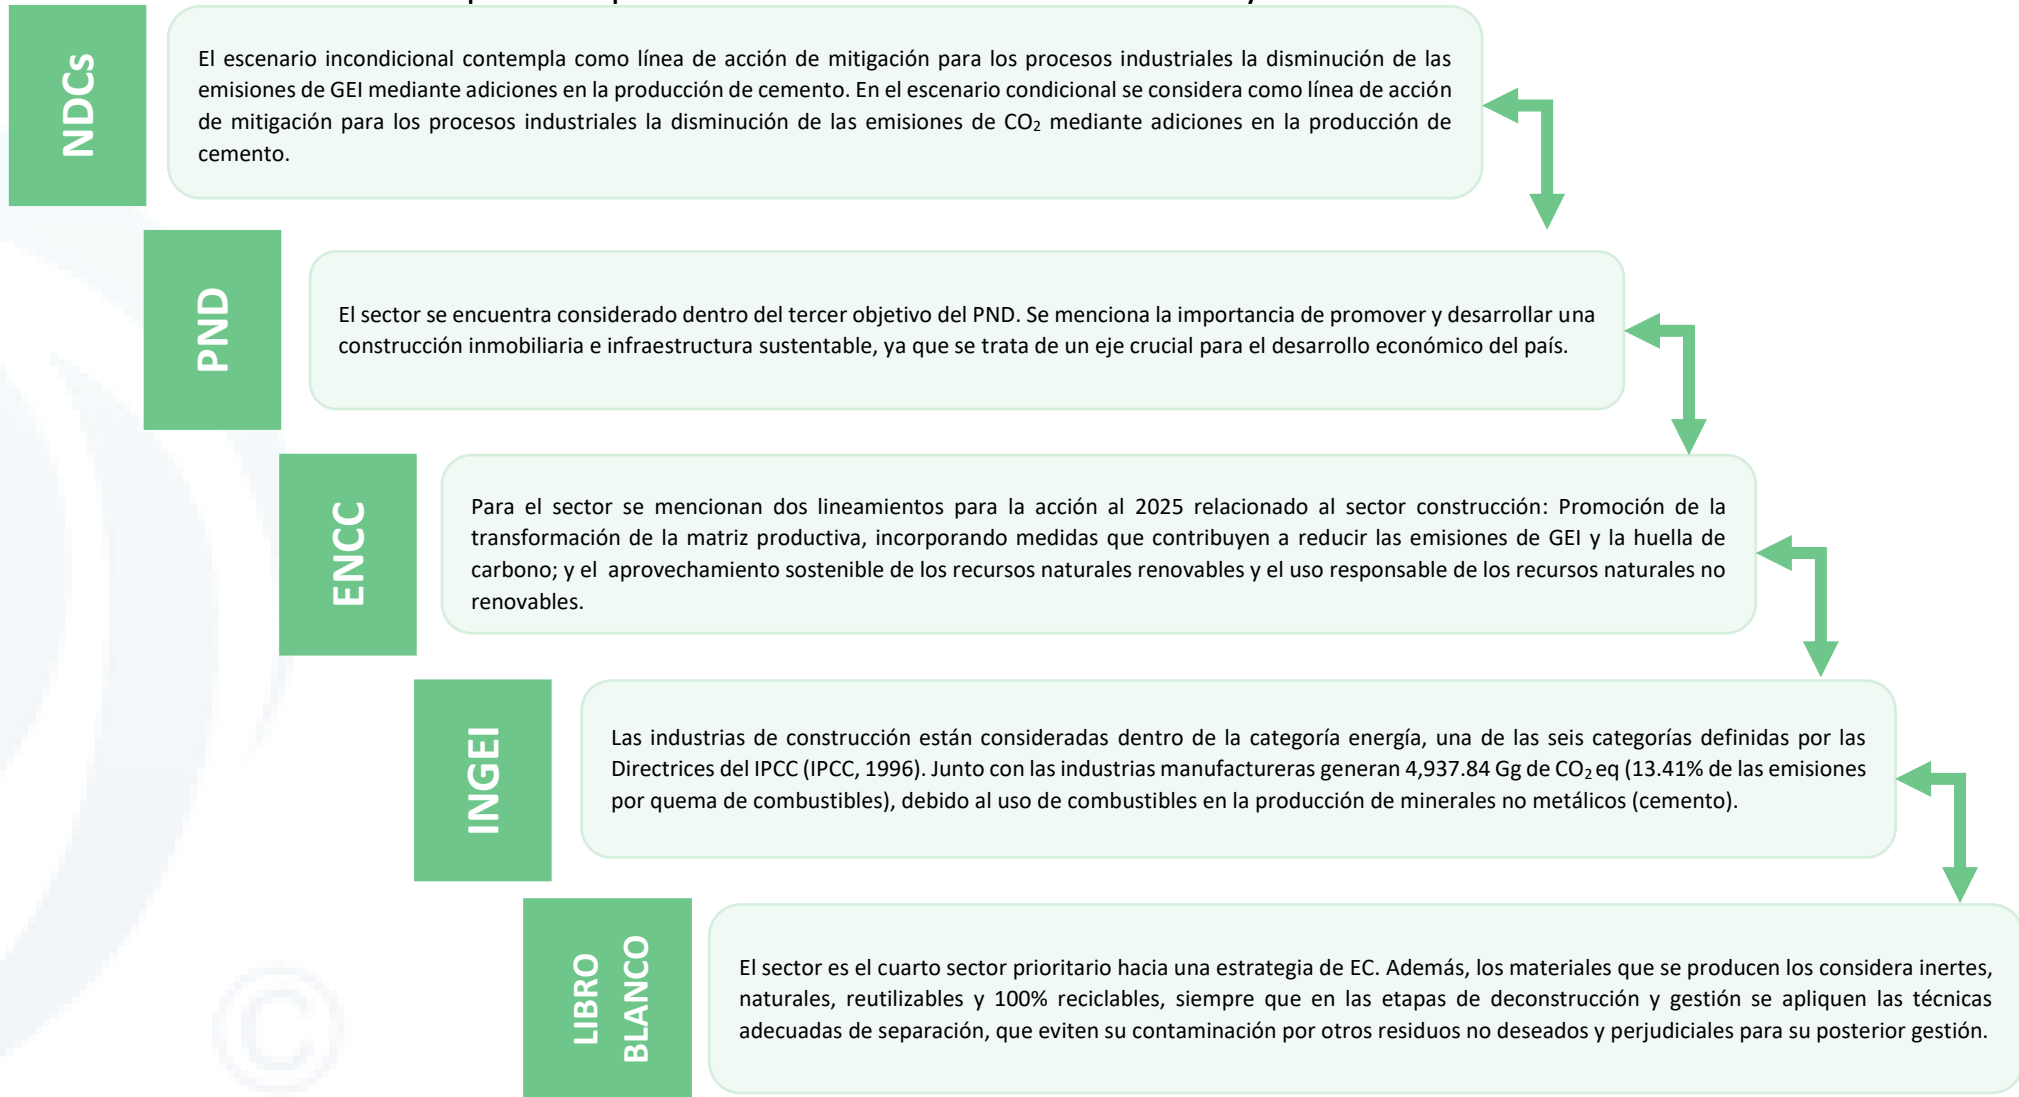 NDCs
El escenario incondicional contempla como línea de acción de mitigación para los procesos industriales la disminución de las
emisiones de GEI mediante adiciones en la producción de cemento. En el escenario condicional se considera como línea de acción
de mitigación para los procesos industriales la disminución de las emisiones de CO₂ mediante adiciones en la producción de
cemento.
PND
El sector se encuentra considerado dentro del tercer objetivo del PND. Se menciona la importancia de promover y desarrollar una
construcción inmobiliaria e infraestructura sustentable, ya que se trata de un eje crucial para el desarrollo económico del país.
ENCC
Para el sector se mencionan dos lineamientos para la acción al 2025 relacionado al sector construcción: Promoción de la
transformación de la matriz productiva, incorporando medidas que contribuyen a reducir las emisiones de GEI y la huella de
carbono; y el aprovechamiento sostenible de los recursos naturales renovables y el uso responsable de los recursos naturales no
renovables.
INGEI
Las industrias de construcción están consideradas dentro de la categoría energía, una de las seis categorías definidas por las
Directrices del IPCC (IPCC, 1996). Junto con las industrias manufactureras generan 4,937.84 Gg de CO₂ eq (13.41% de las emisiones
por quema de combustibles), debido al uso de combustibles en la producción de minerales no metálicos (cemento).
LIBRO
BLANCO
El sector es el cuarto sector prioritario hacia una estrategia de EC. Además, los materiales que se producen los considera inertes,
naturales, reutilizables y 100% reciclables, siempre que en las etapas de deconstrucción y gestión se apliquen las técnicas
adecuadas de separación, que eviten su contaminación por otros residuos no deseados y perjudiciales para su posterior gestión.
©